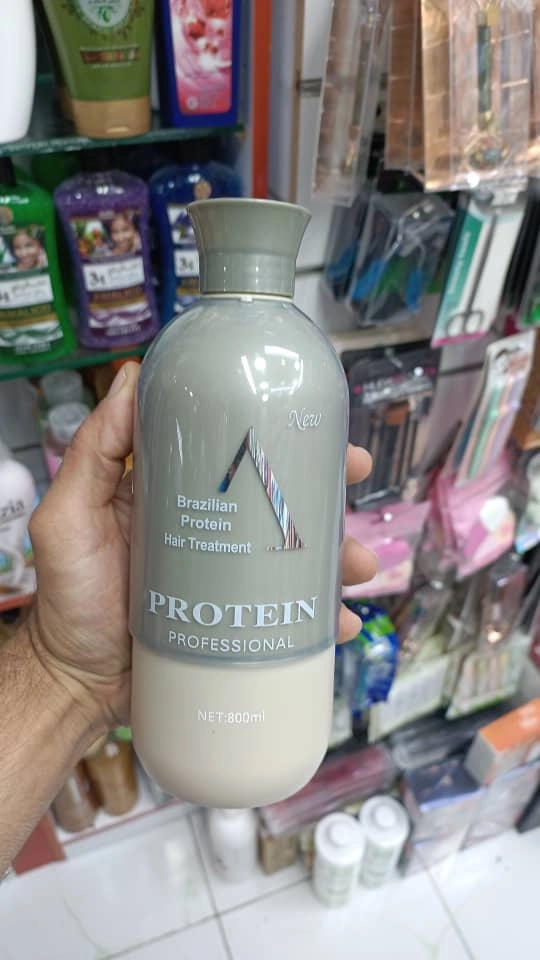 New
Brazilian
Protein
Hair Treatment
PROTEIN
PROFESSIONAL
NET:800ml